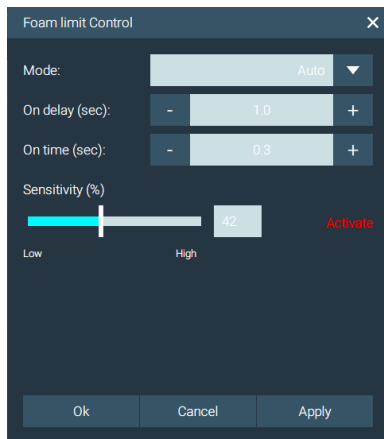 Foam limit Control
Mode: Auto
On delay (sec): - 1.0 +
On time (sec): - 0.3 +
Sensitivity (%)
42 Activate
Low High
Ok Cancel Apply